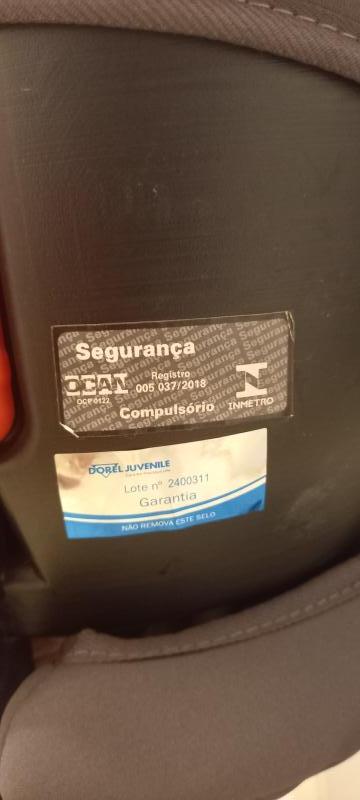 Segurança
OCAN
OCP 0122
Registro
005 037/2018
Compulsório
INMETRO
DOREL JUVENILE
Lote nº 2400311
Garantia
NÃO REMOVA ESTE SELO